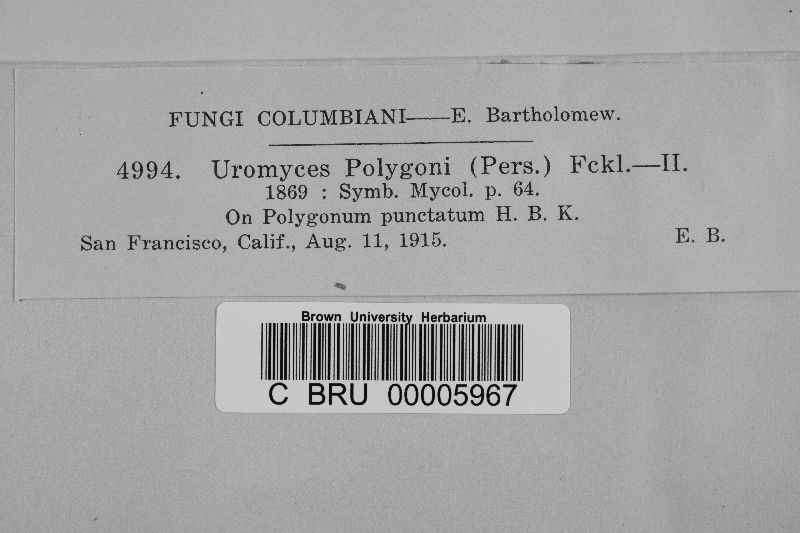 FUNGI COLUMBIANI——E. Bartholomew.
4994. Uromyces Polygoni (Pers.) Fckl.—II.
1869 : Symb. Mycol. p. 64.
On Polygonum punctatum H. B. K.
San Francisco, Calif., Aug. 11, 1915. E. B.
Brown University Herbarium
C BRU 00005967